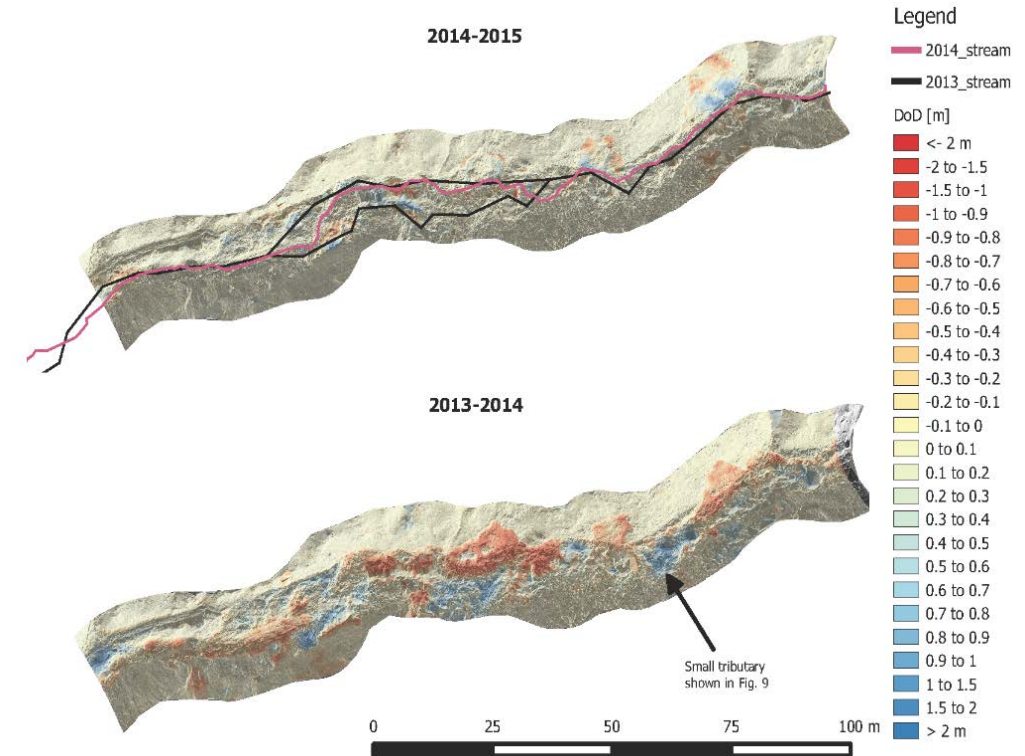 2014-2015
2013-2014
Small tributary
shown in Fig. 9
0 25 50 75 100 m
Legend
2014_stream
2013_stream
DoD [m]
<- 2 m
-2 to -1.5
-1.5 to -1
-1 to -0.9
-0.9 to -0.8
-0.8 to -0.7
-0.7 to -0.6
-0.6 to -0.5
-0.5 to -0.4
-0.4 to -0.3
-0.3 to -0.2
-0.2 to -0.1
-0.1 to 0
0 to 0.1
0.1 to 0.2
0.2 to 0.3
0.3 to 0.4
0.4 to 0.5
0.5 to 0.6
0.6 to 0.7
0.7 to 0.8
0.8 to 0.9
0.9 to 1
1 to 1.5
1.5 to 2
> 2 m